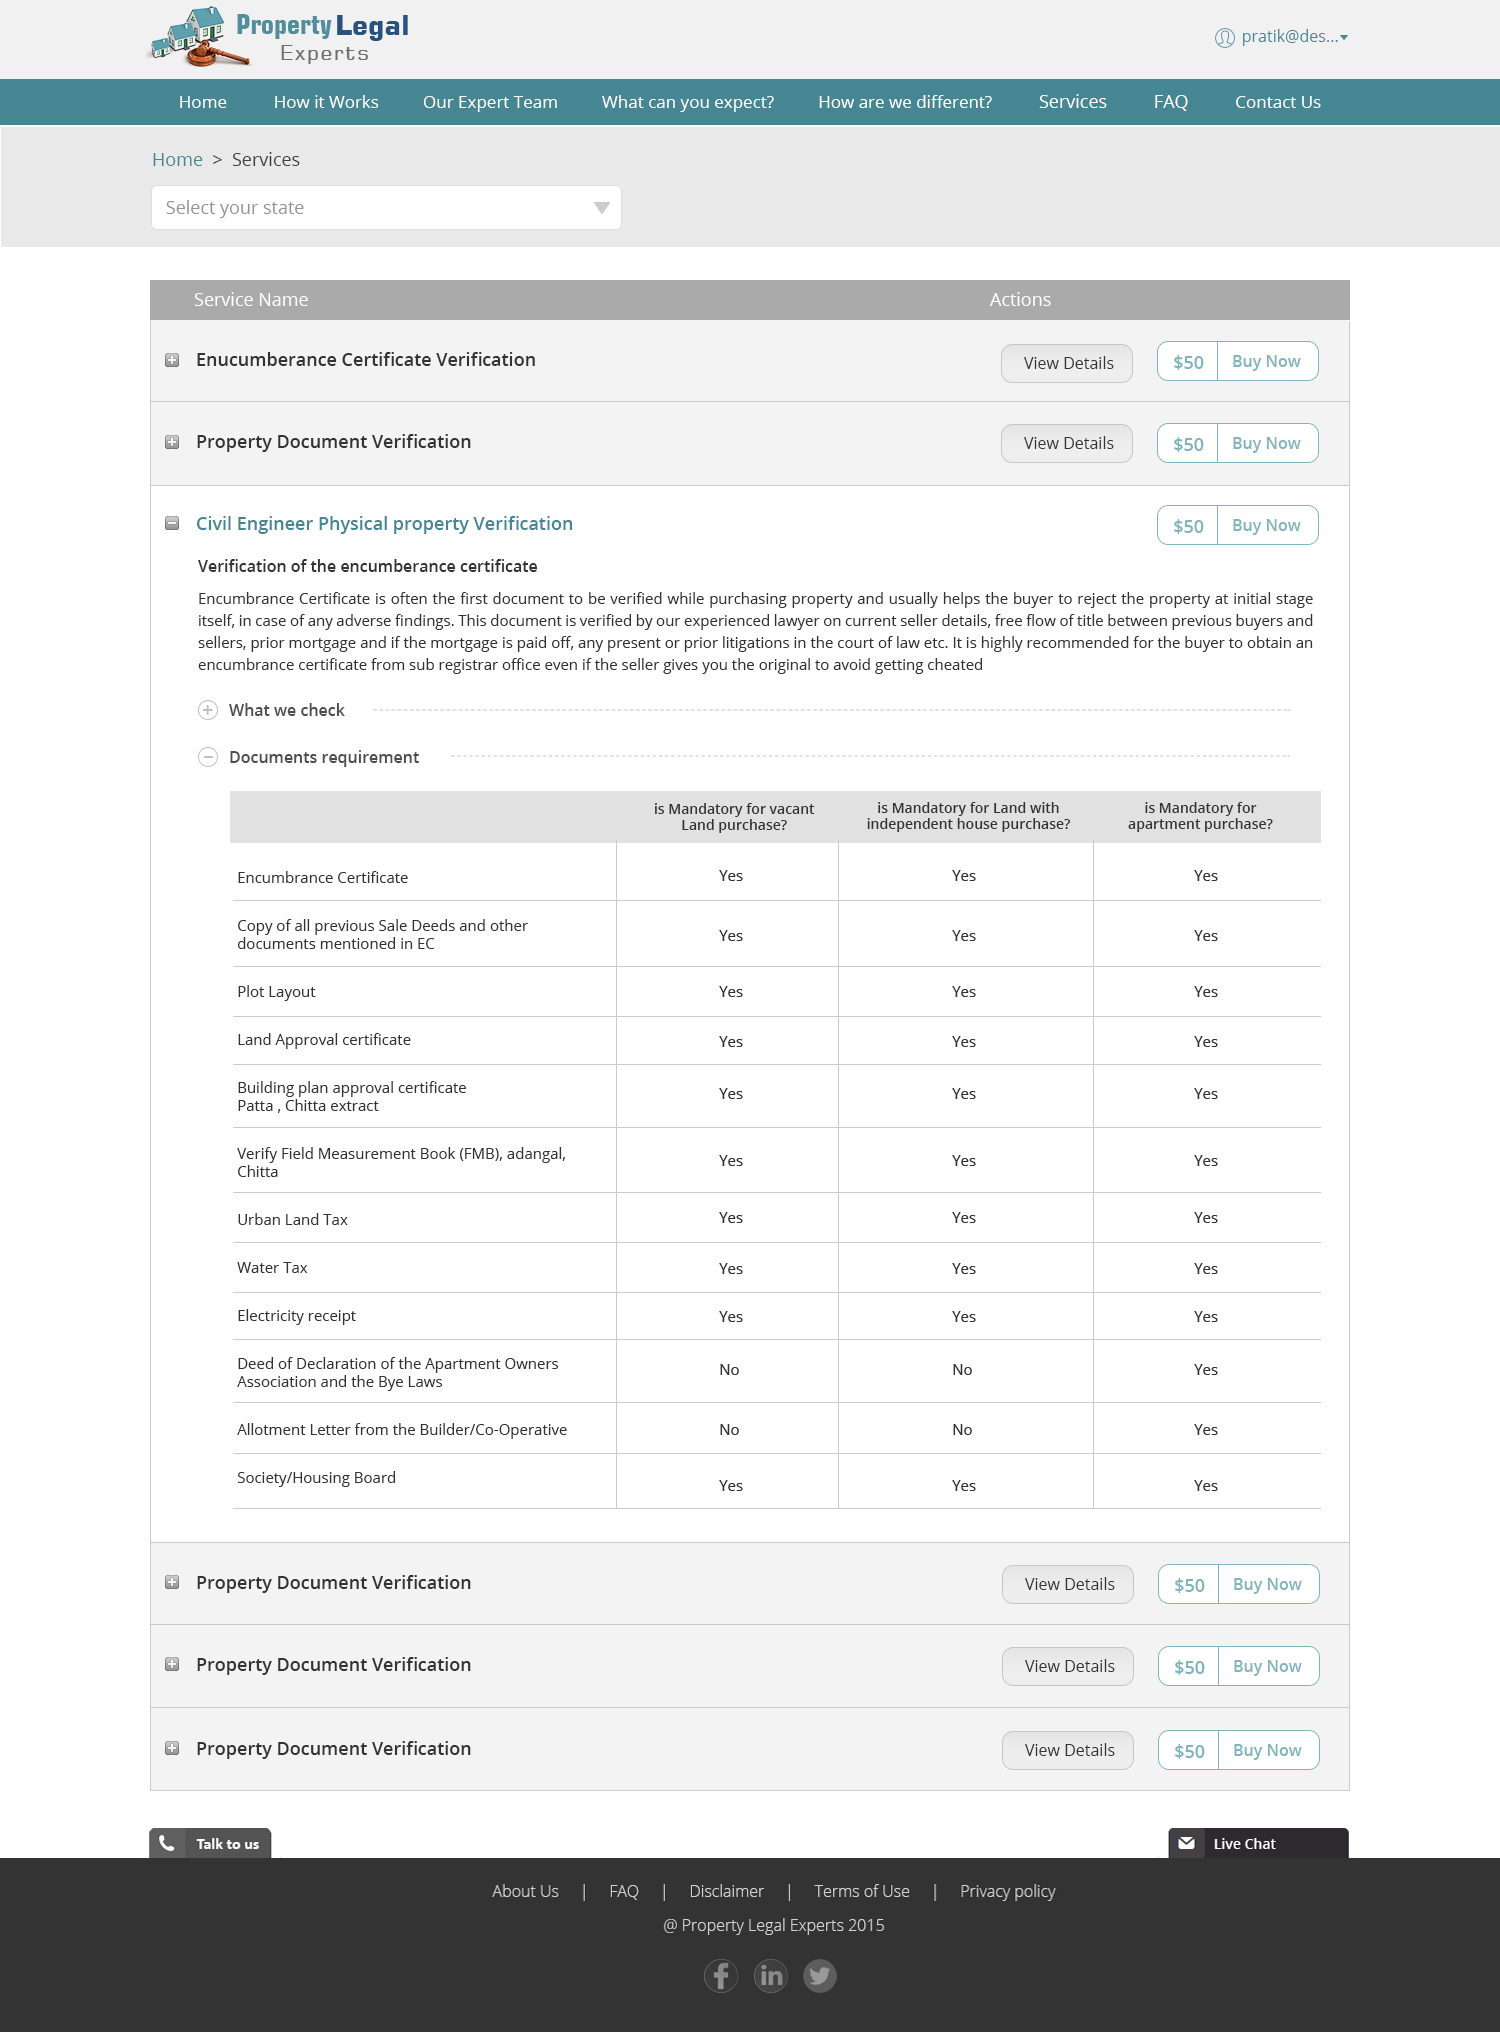 Property Legal
Experts
pratik@des...
Home How it Works Our Expert Team What can you expect? How are we different? Services FAQ Contact Us
Home > Services
Select your state
Service Name Actions
Enucumberance Certificate Verification View Details $50 Buy Now
Property Document Verification View Details $50 Buy Now
Civil Engineer Physical property Verification $50 Buy Now
Verification of the encumberance certificate
Encumbrance Certificate is often the first document to be verified while purchasing property and usually helps the buyer to reject the property at initial stage
itself, in case of any adverse findings. This document is verified by our experienced lawyer on current seller details, free flow of title between previous buyers and
sellers, prior mortgage and if the mortgage is paid off, any present or prior litigations in the court of law etc. It is highly recommended for the buyer to obtain an
encumbrance certificate from sub registrar office even if the seller gives you the original to avoid getting cheated
What we check
Documents requirement
is Mandatory for vacant is Mandatory for Land with is Mandatory for
Land purchase? independent house purchase? apartment purchase?
Encumbrance Certificate Yes Yes Yes
Copy of all previous Sale Deeds and other
documents mentioned in EC Yes Yes Yes
Plot Layout Yes Yes Yes
Land Approval certificate Yes Yes Yes
Building plan approval certificate
Patta , Chitta extract Yes Yes Yes
Verify Field Measurement Book (FMB), adangal,
Chitta Yes Yes Yes
Urban Land Tax Yes Yes Yes
Water Tax Yes Yes Yes
Electricity receipt Yes Yes Yes
Deed of Declaration of the Apartment Owners
Association and the Bye Laws No No Yes
Allotment Letter from the Builder/Co-Operative No No Yes
Society/Housing Board Yes Yes Yes
Property Document Verification View Details $50 Buy Now
Property Document Verification View Details $50 Buy Now
Property Document Verification View Details $50 Buy Now
Talk to us Live Chat
About Us | FAQ | Disclaimer | Terms of Use | Privacy policy
@ Property Legal Experts 2015
f in